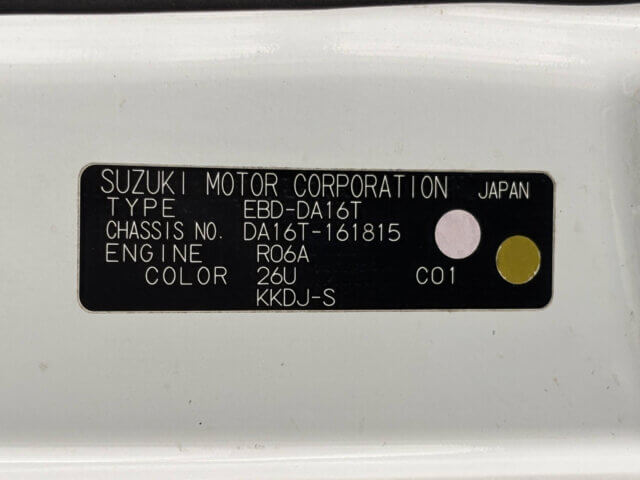 SUZUKI MOTOR CORPORATION JAPAN
TYPE EBD-DA16T
CHASSIS NO. DA16T-161815
ENGINE R06A
COLOR 26U C01
KKDJ-S